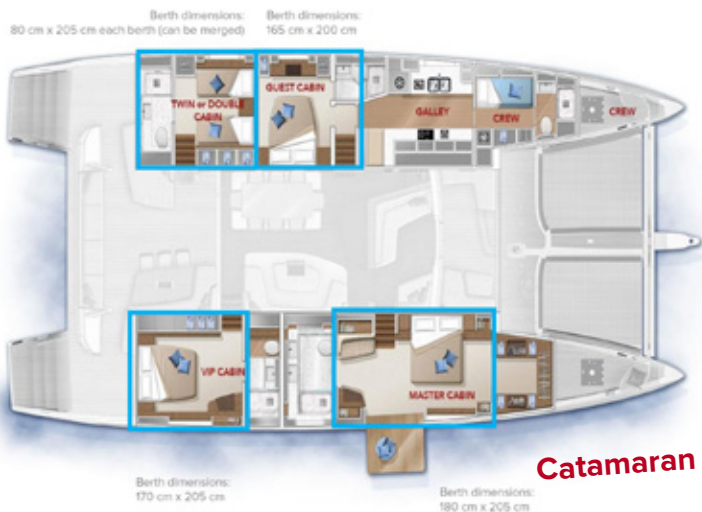 Berth dimensions:
80 cm x 205 cm each berth (can be merged)
Berth dimensions:
165 cm x 200 cm
TWIN or DOUBLE
CABIN
GUEST CABIN
GALLEY
CREW
CREW
VIP CABIN
MASTER CABIN
Catamaran
Berth dimensions:
170 cm x 205 cm
Berth dimensions:
180 cm x 205 cm